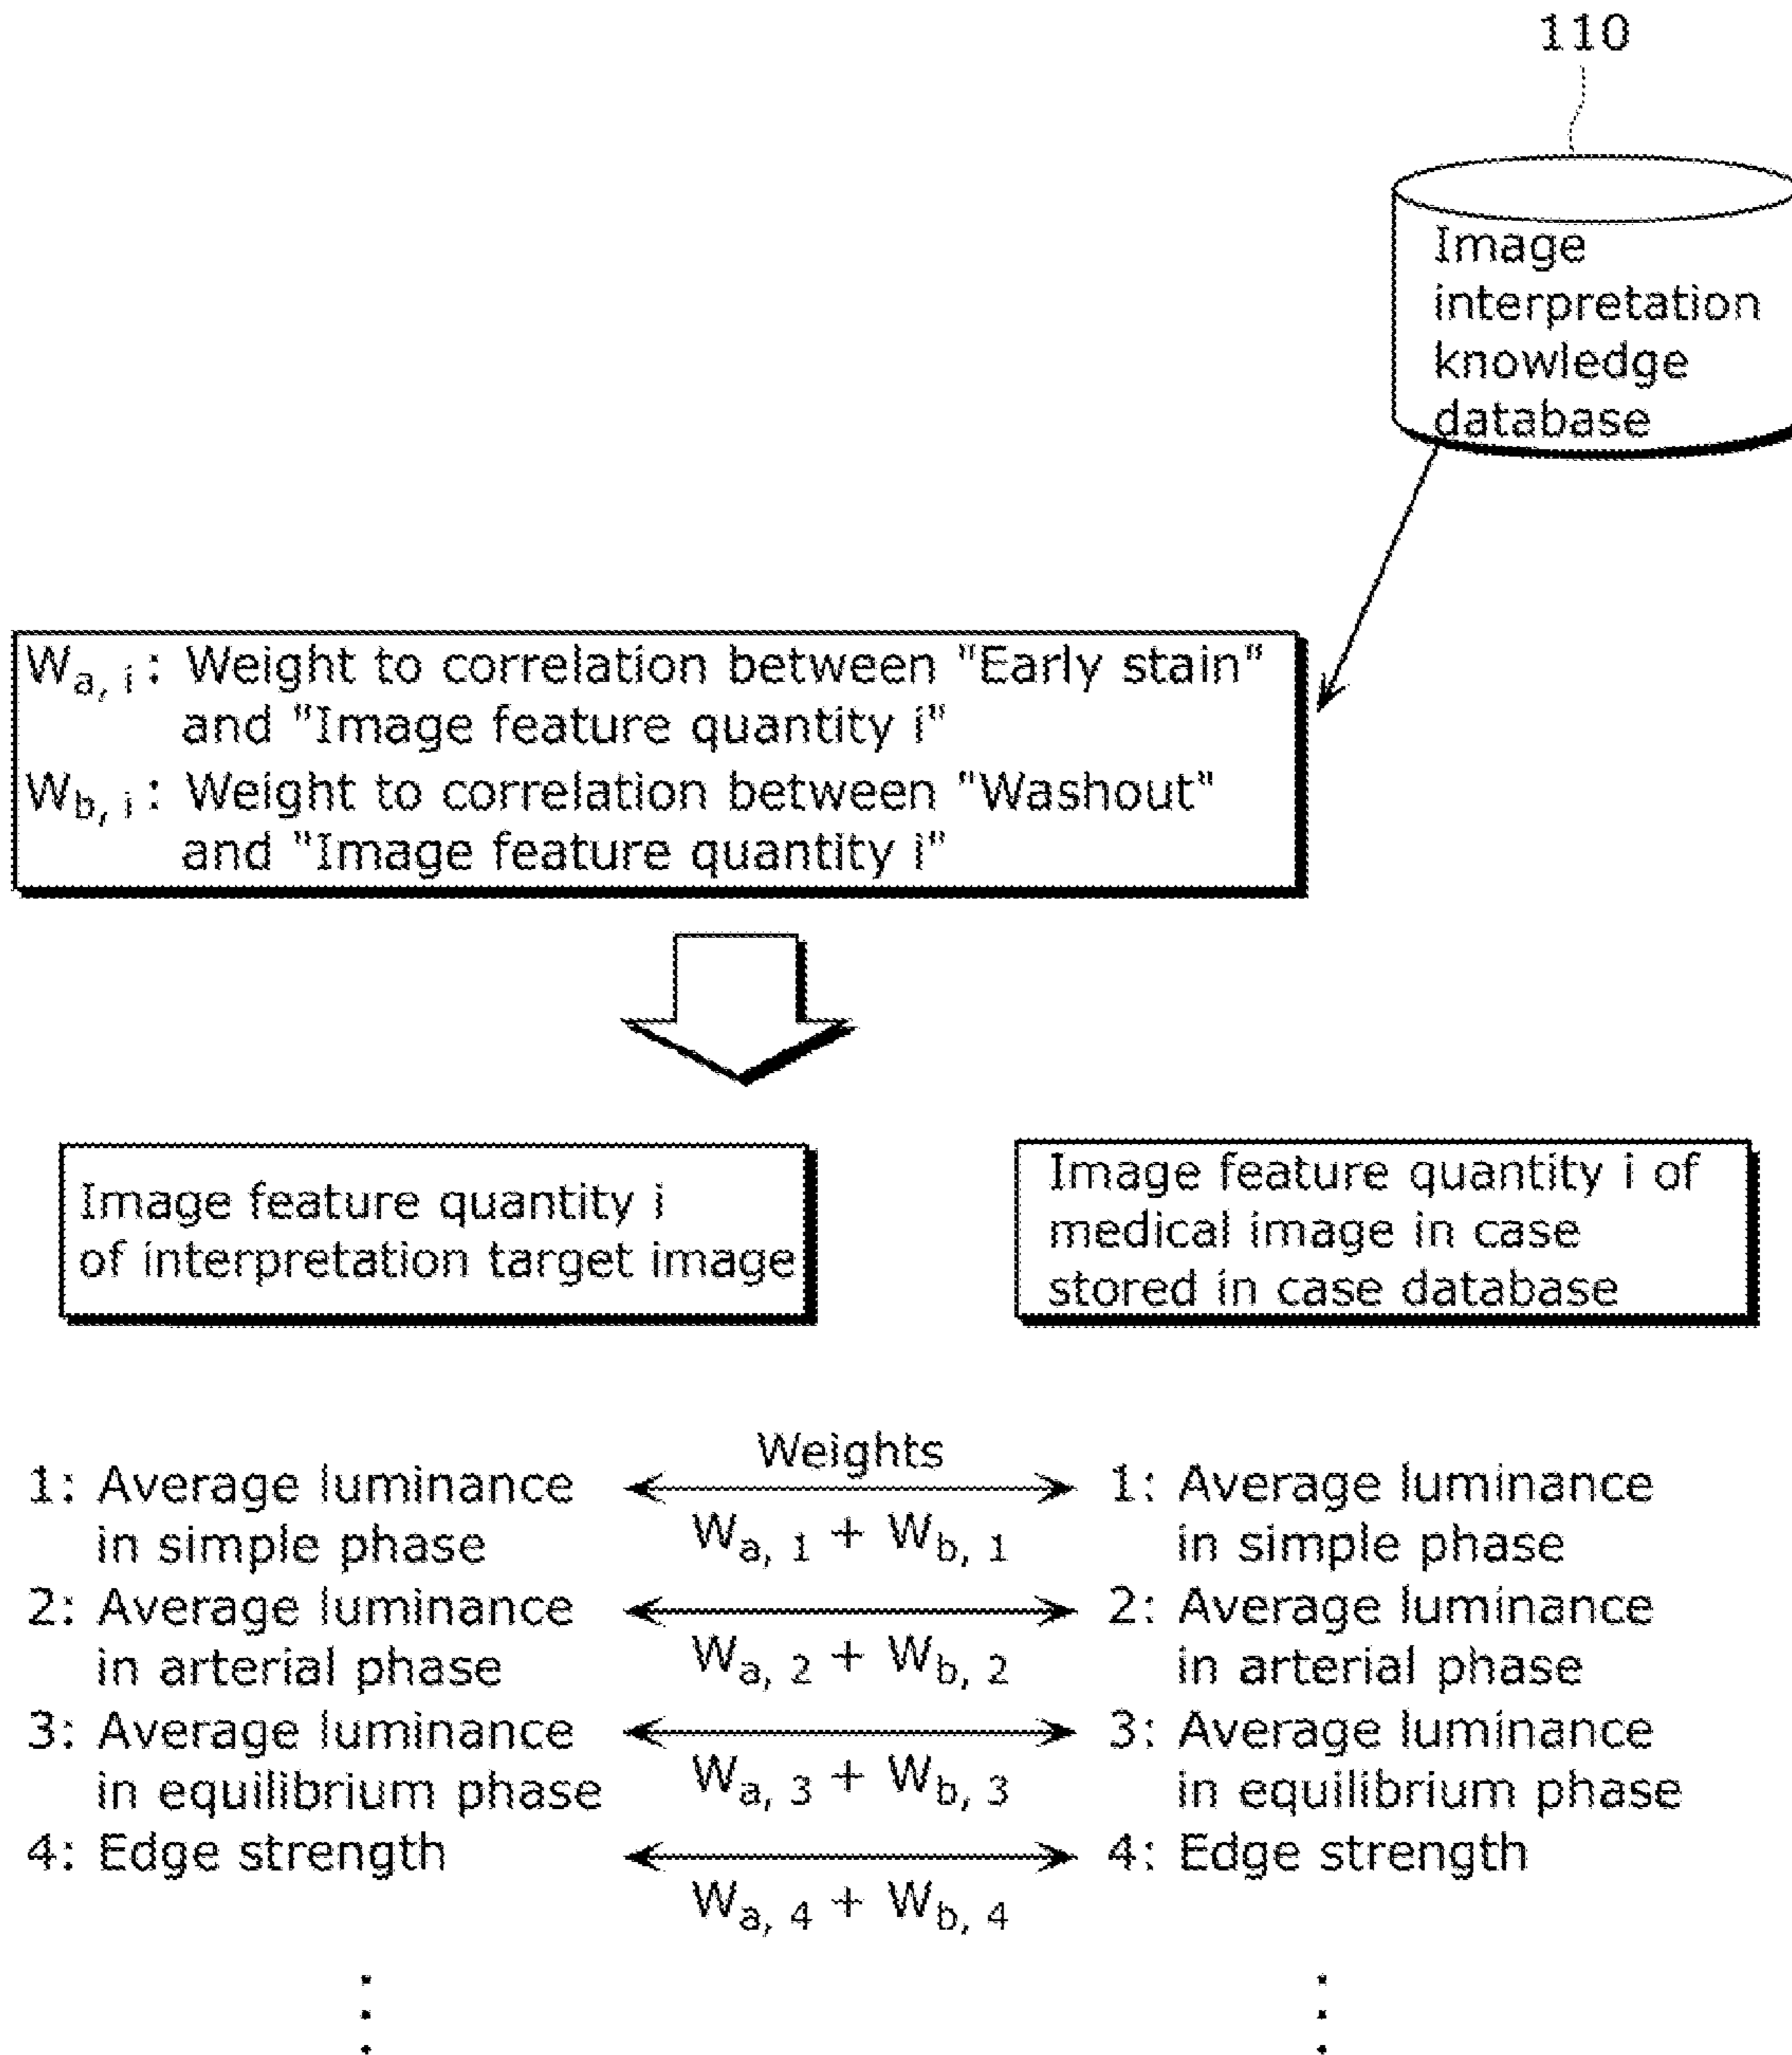 110
Image
interpretation
knowledge
database
Wa, i : Weight to correlation between "Early stain"
and "Image feature quantity i"
Wb, i : Weight to correlation between "Washout"
and "Image feature quantity i"
Image feature quantity i
of interpretation target image
Image feature quantity i of
medical image in case
stored in case database
Weights
1: Average luminance
in simple phase
Wa, 1 + Wb, 1
1: Average luminance
in simple phase
2: Average luminance
in arterial phase
Wa, 2 + Wb, 2
2: Average luminance
in arterial phase
3: Average luminance
in equilibrium phase
Wa, 3 + Wb, 3
3: Average luminance
in equilibrium phase
4: Edge strength
Wa, 4 + Wb, 4
4: Edge strength